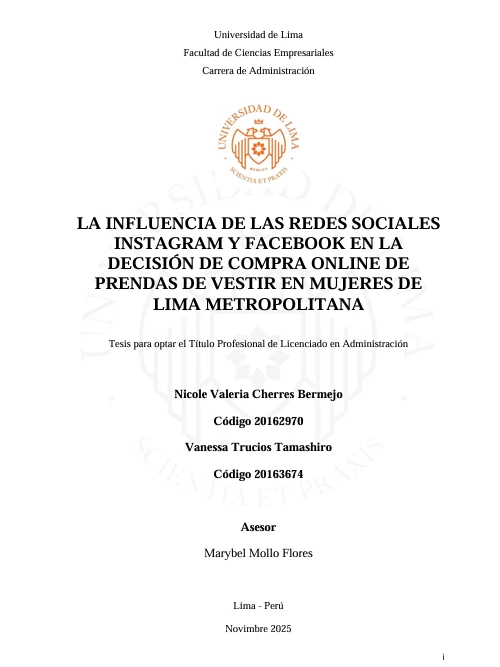 Universidad de Lima
Facultad de Ciencias Empresariales
Carrera de Administración
UNIVERSIDAD DE LIMA
SCIENTIA ET PRAXIS
LA INFLUENCIA DE LAS REDES SOCIALES
INSTAGRAM Y FACEBOOK EN LA
DECISIÓN DE COMPRA ONLINE DE
PRENDAS DE VESTIR EN MUJERES DE
LIMA METROPOLITANA
Tesis para optar el Título Profesional de Licenciado en Administración
Nicole Valeria Cherres Bermejo
Código 20162970
Vanessa Trucios Tamashiro
Código 20163674
SCIENTIA ET PRAXIS
Asesor
Marybel Mollo Flores
Lima - Perú
Novimbre 2025
i